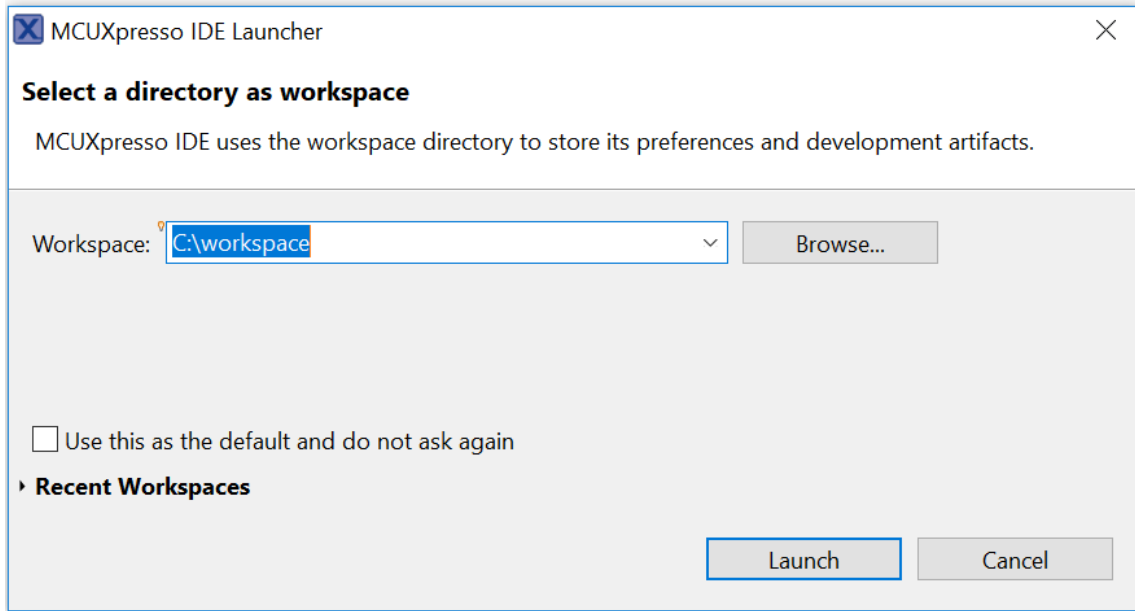 MCUXpresso IDE Launcher
Select a directory as workspace
MCUXpresso IDE uses the workspace directory to store its preferences and development artifacts.
Workspace: C:\workspace Browse...
Use this as the default and do not ask again
Recent Workspaces
Launch Cancel